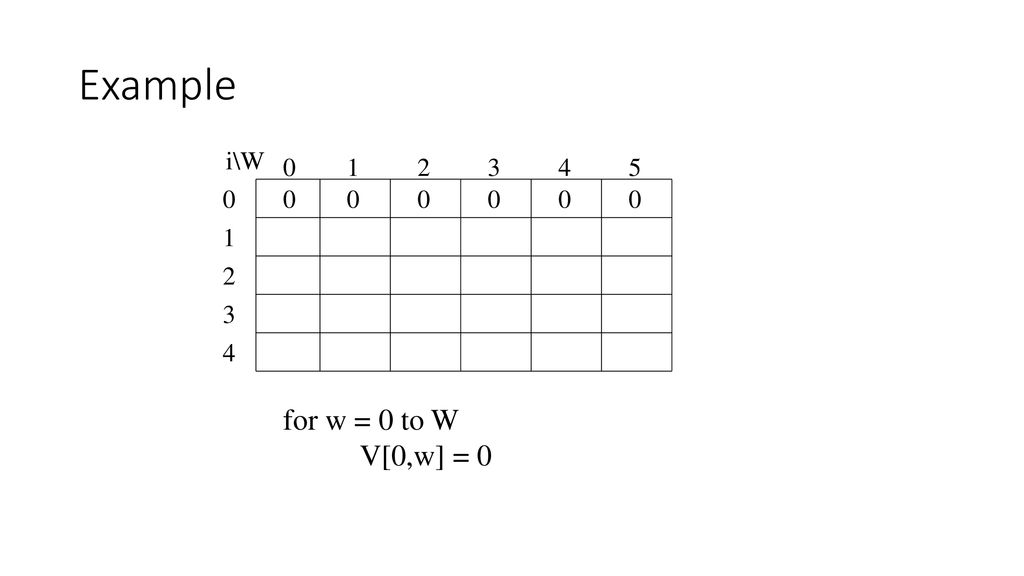 Example
i\W 0 1 2 3 4 5
0 0 0 0 0 0 0
1
2
3
4
for w = 0 to W
V[0,w] = 0